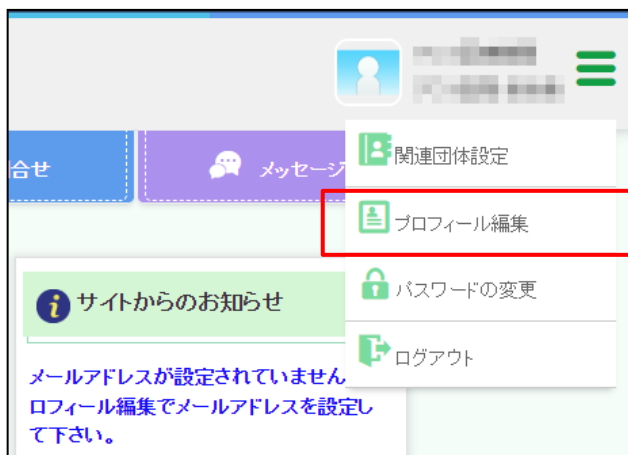 合せ
メッセージ
関連団体設定
プロフィール編集
パスワードの変更
ログアウト
サイトからのお知らせ
メールアドレスが設定されていません
ロフィール編集でメールアドレスを設定し
て下さい。